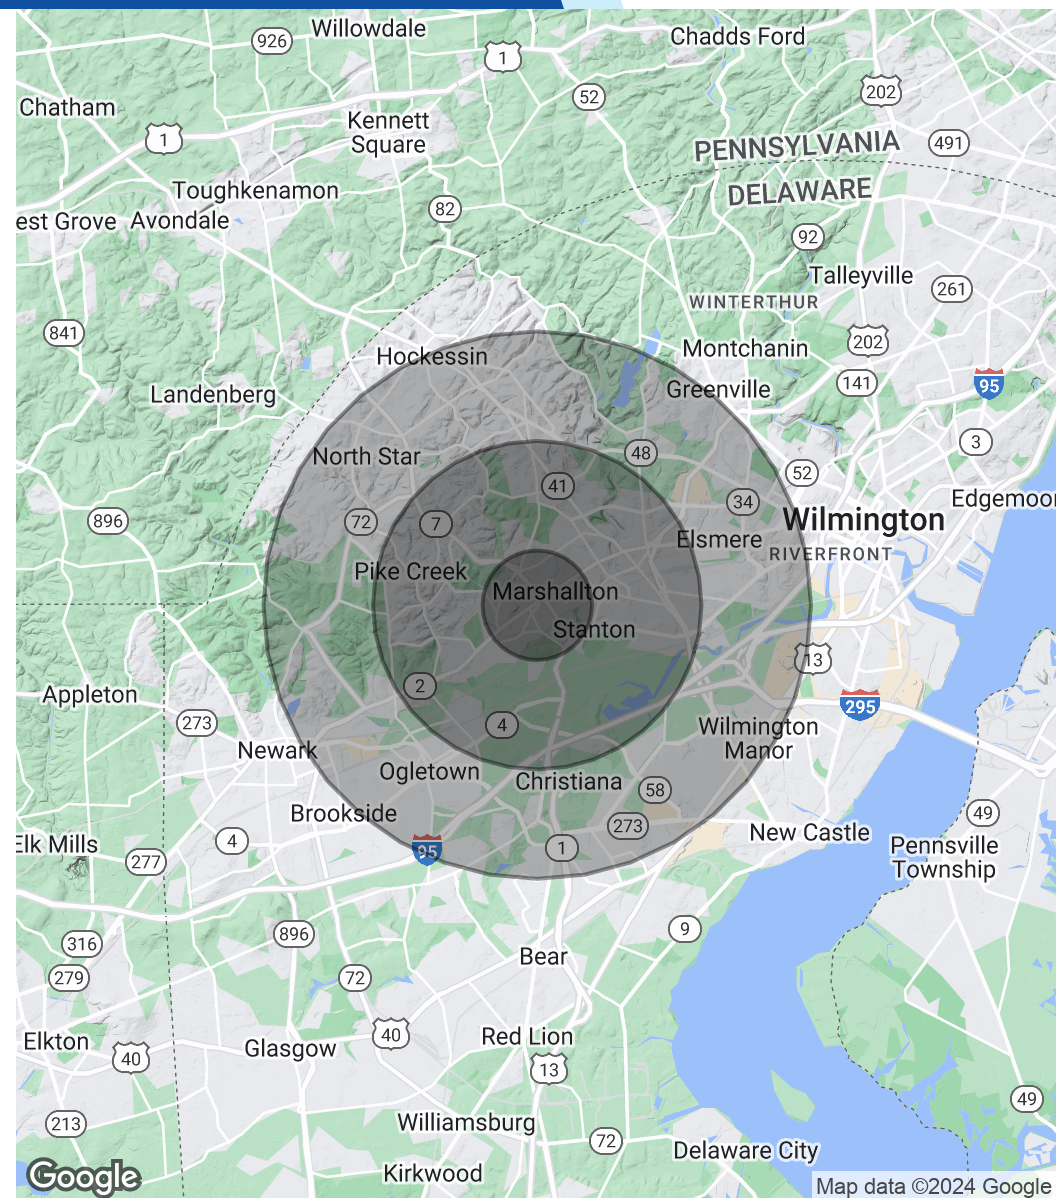 Willowdale
926
Chadds Ford
1
202
52
Chatham
Kennett
Square
1
PENNSYLVANIA
491
DELAWARE
Toughkenamon
82
est Grove
Avondale
92
Talleyville
261
WINTERTHUR
841
202
Montchanin
Hockessin
141
95
Landenberg
Greenville
3
North Star
48
52
41
34
Edgemoor
896
72
7
Wilmington
Elsmere
RIVERFRONT
Pike Creek
Marshallton
Stanton
13
2
Appleton
295
273
4
Wilmington
Manor
Newark
Ogletown
Christiana
58
Brookside
273
49
4
New Castle
Elk Mills
95
1
Pennsville
Township
277
896
9
316
Bear
279
72
Elkton
40
Red Lion
Glasgow
40
13
49
213
Williamsburg
72
Delaware City
Kirkwood
Google
Map data ©2024 Google